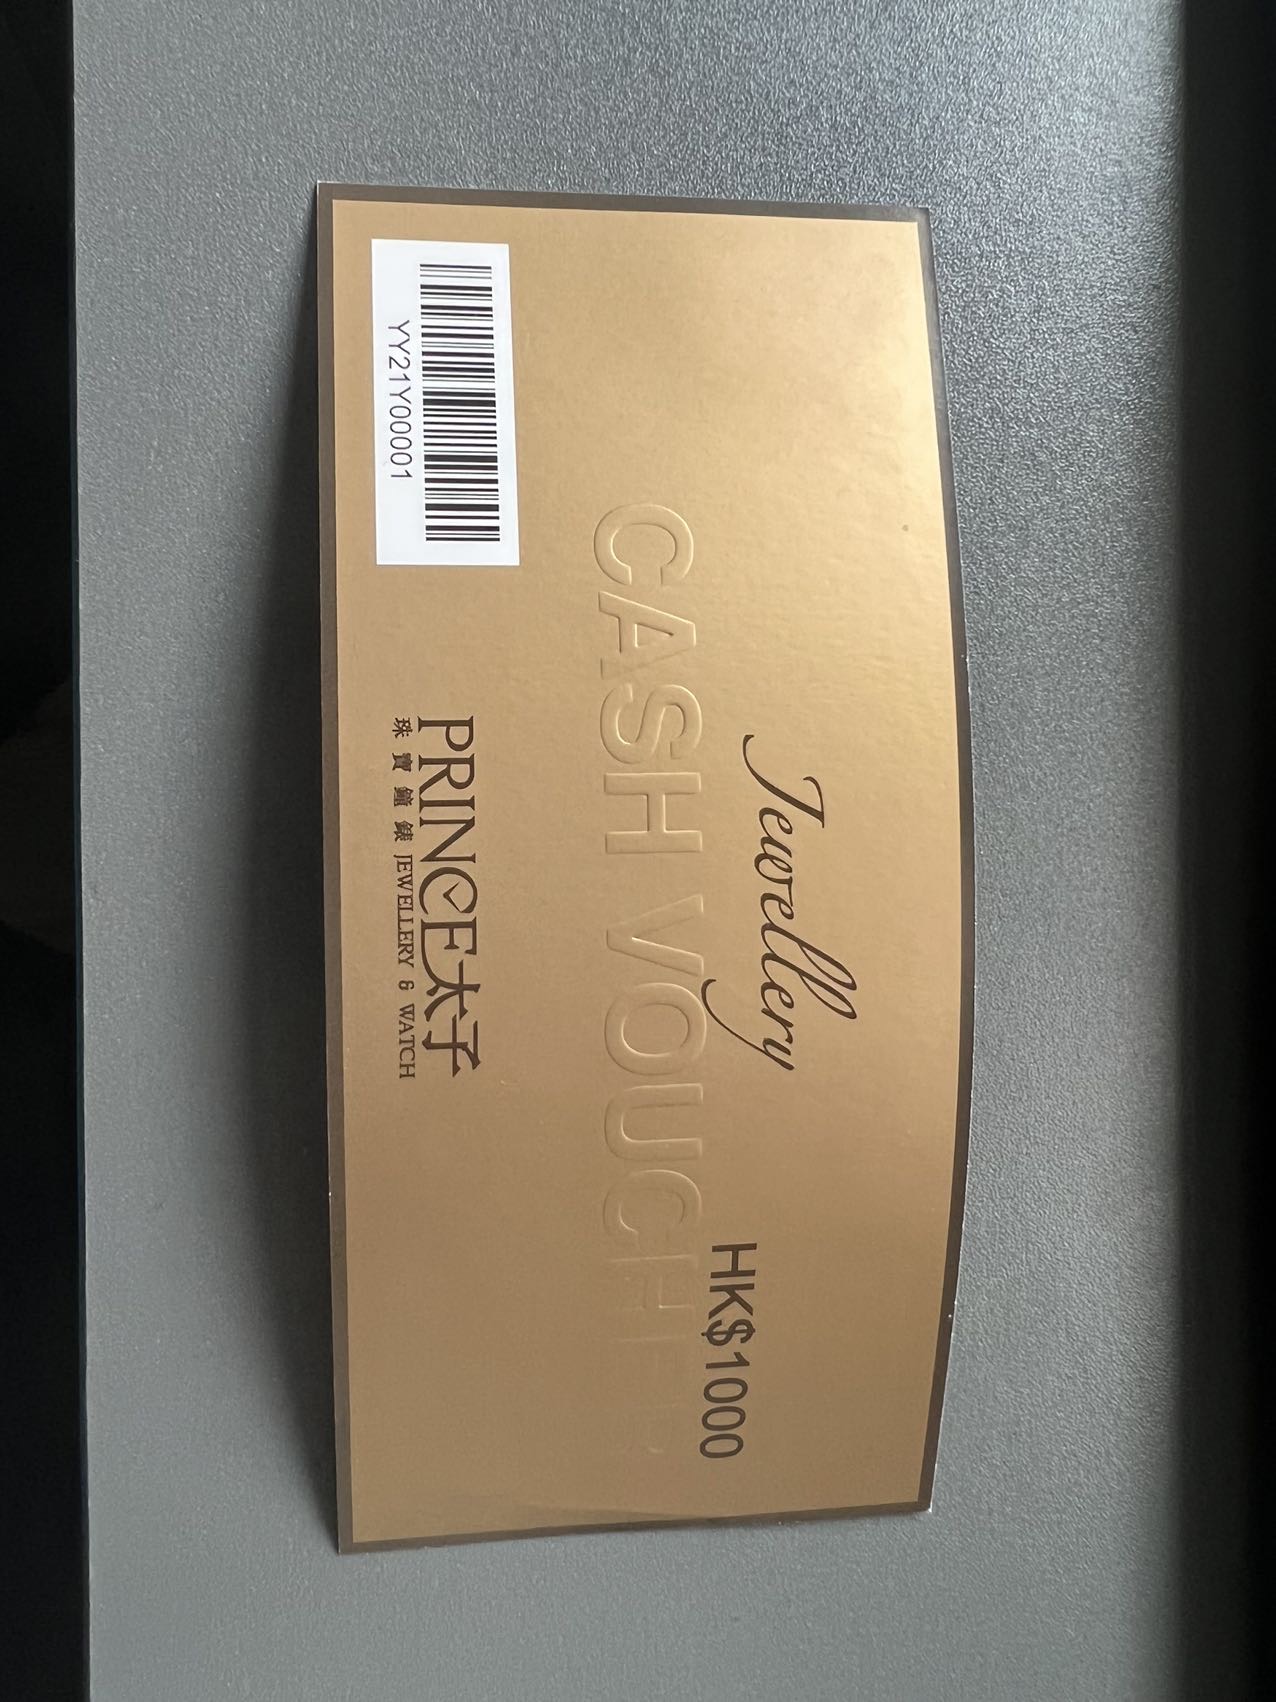 Jewellery
HK$1000
CASH VOUCHER
PRINCE太子
珠寶鐘錶 JEWELLERY & WATCH
YY21Y00001